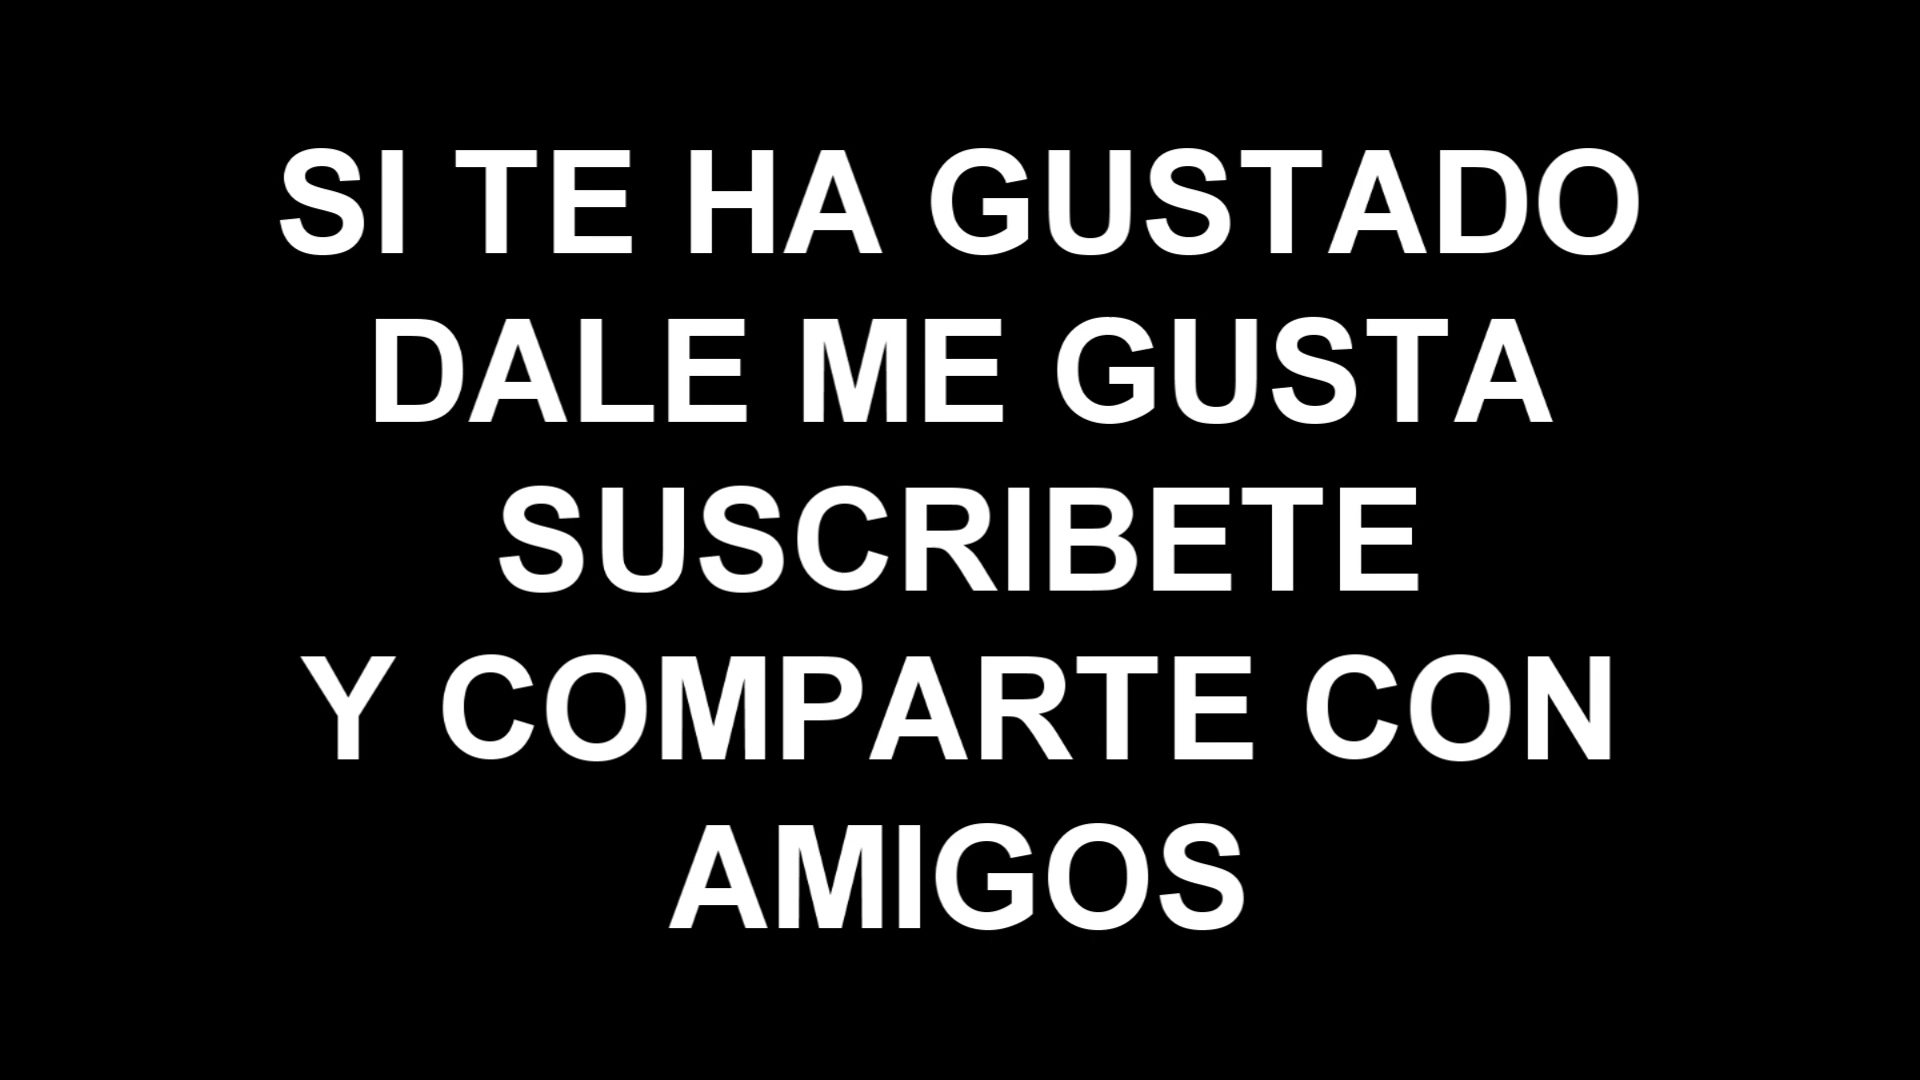 SI TE HA GUSTADO
DALE ME GUSTA
SUSCRIBETE
Y COMPARTE CON
AMIGOS